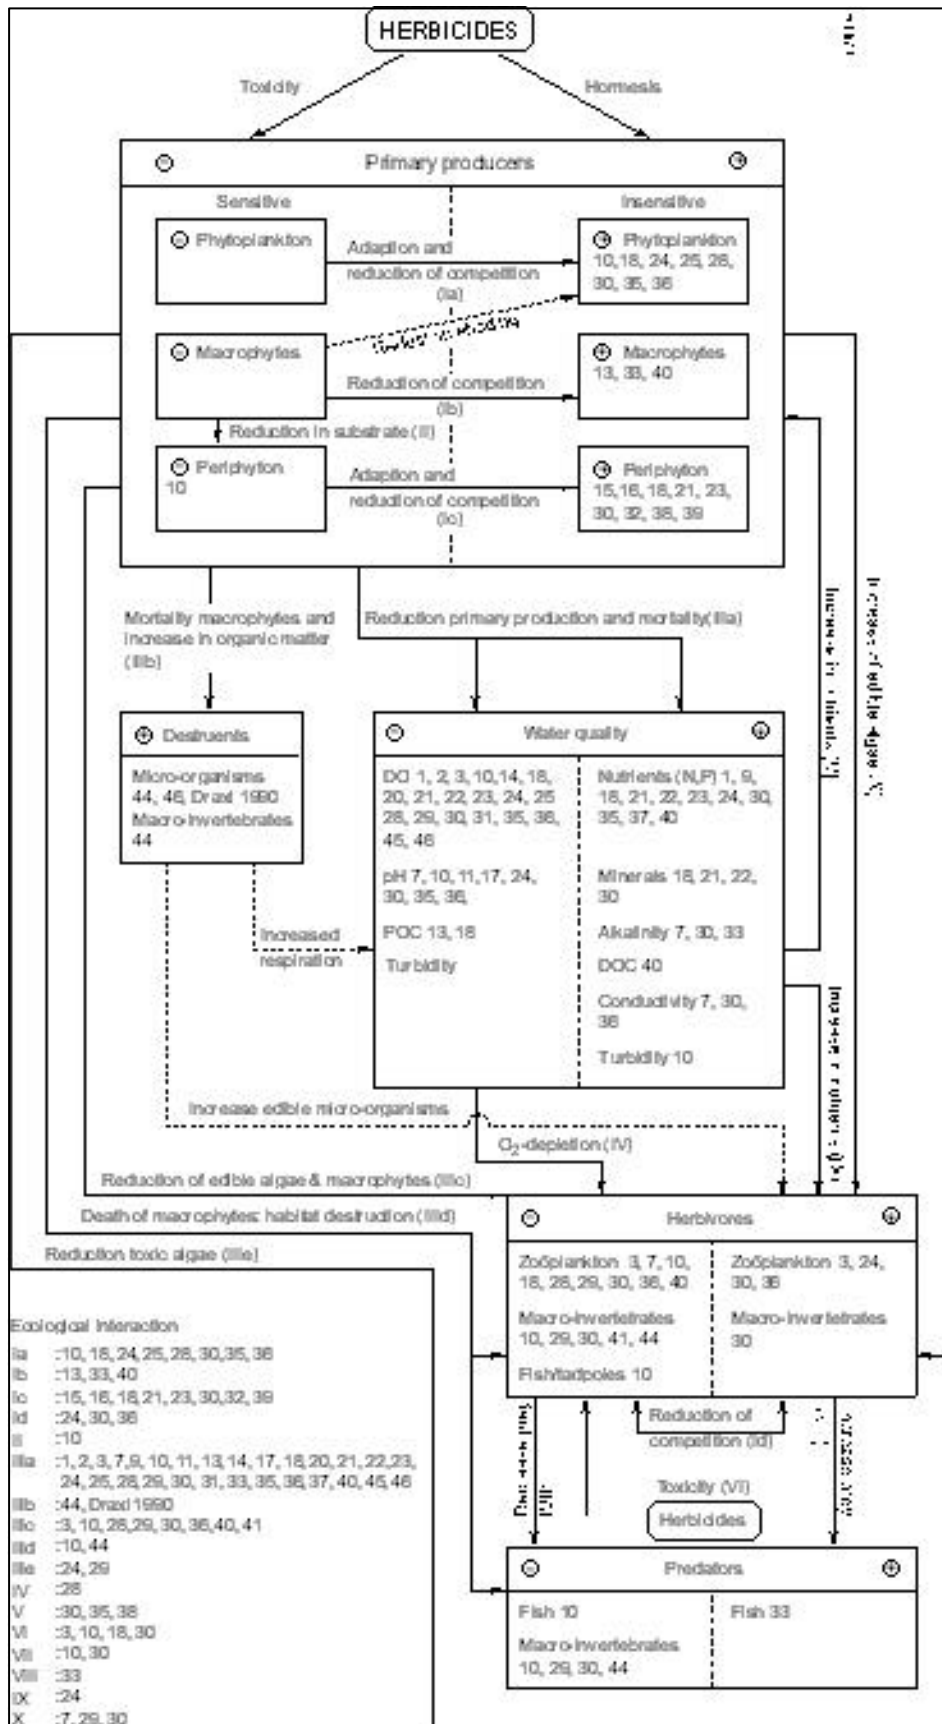 HERBICIDES
Toxicity
Hormesis
Primary producers
Sensitive
Insensitive
Phytoplankton
Adaption and
reduction of competition
(Ia)
Phytoplankton
10,18, 24, 25, 28,
30, 35, 36
Macrophytes
Reduction of competition
(Ib)
Macrophytes
13, 33, 40
Reduction in substrate (II)
Periphyton
10
Adaption and
reduction of competition
(Ic)
Periphyton
15,16, 18, 21, 23,
30, 32, 38, 39
Mortality macrophytes and
increase in organic matter
(IIIb)
Reduction primary production and mortality(IIIa)
Destruents
Micro-organisms
44, 46, Draxl 1990
Macro-Invertebrates
44
Water quality
DO 1, 2, 3, 10,14, 18,
20, 21, 22, 23, 24, 25
28, 29, 30, 31, 35, 36,
45, 46
pH 7, 10, 11,17, 24,
30, 35, 36,
POC 13, 18
Turbidity
Nutrients (N,P) 1, 9,
18, 21, 22, 23, 24, 30,
35, 37, 40
Minerals 18, 21, 22,
30
Alkalinity 7, 30, 33
DOC 40
Conductivity 7, 30,
36
Turbidity 10
Increased
respiration
Increase edible micro-organisms
O2-depletion (IV)
Reduction of edible algae & macrophytes (IIIc)
Death of macrophytes: habitat destruction (IIId)
Reduction toxic algae (IIIe)
Herbivores
Zoöplankton 3, 7, 10,
18, 28, 29, 30, 36, 40
Macro-Invertetrates
10, 29, 30, 41, 44
Fish/tadpoles 10
Zoöplankton 3, 24,
30, 36
Macro-Invertetrates
30
Reduction of
competition (Id)
Toxicity (VI)
Herbicides
Predators
Fish 10
Macro-Invertebrates
10, 29, 30, 44
Fish 33
Ecological Interaction
Ia :10, 18,24,25, 28, 30,35, 36
Ib :13, 33, 40
Ic :15, 16, 18,21, 23, 30,32, 39
Id :24, 30, 36
II :10
IIIa :1, 2, 3, 7,9, 10, 11, 13, 14, 17, 18,20, 21, 22,23,
24, 25, 28, 29, 30, 31, 33, 35, 36, 37, 40, 45, 46
IIIb :44, Draxl 1990
IIIc :3, 10, 28,29, 30, 36,40, 41
IIId :10, 44
IIIe :24, 29
IV :28
V :30, 35, 38
VI :3, 10, 18, 30
VII :10, 30
VIII :33
IX :24
X :7, 29, 30